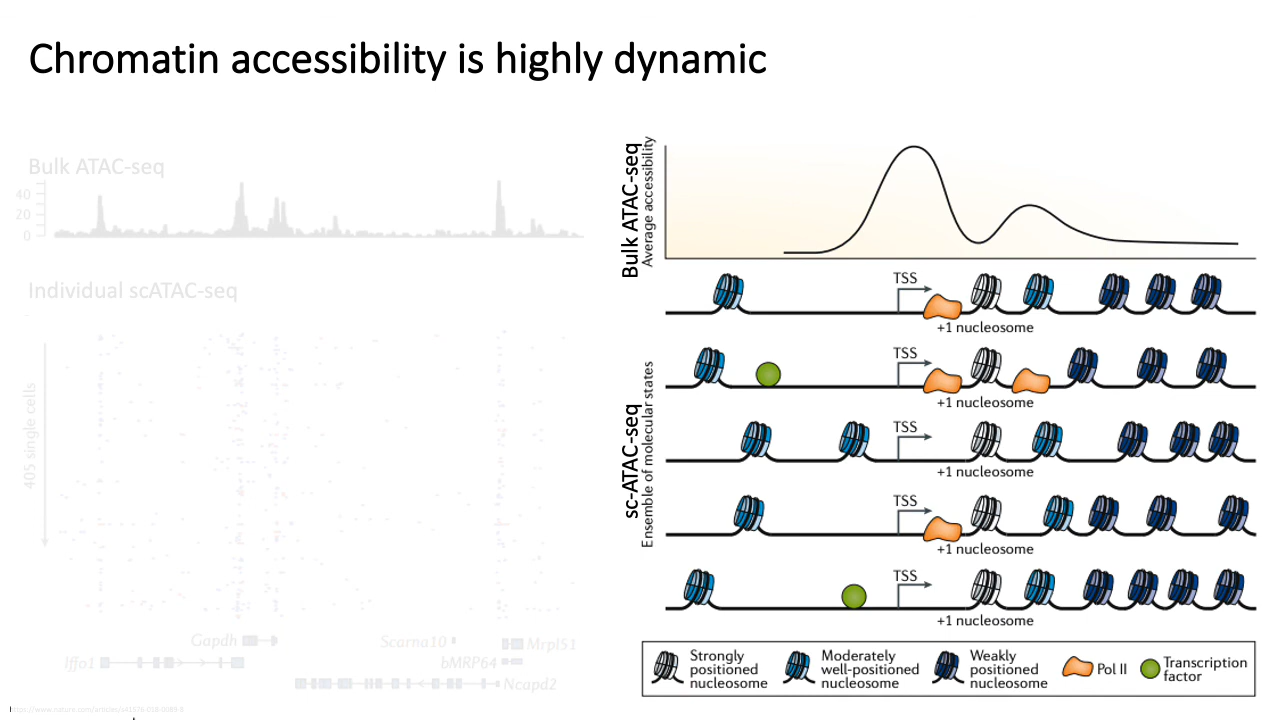 Chromatin accessibility is highly dynamic
Bulk ATAC-seq
40
20
0
Individual scATAC-seq
405 single cells
Gapdh
Scarna10
Mrpl51
Iffo1
bMRP64
Ncapd2
Bulk ATAC-seq
Average accessibility
TSS
+1 nucleosome
sc-ATAC-seq
Ensemble of molecular states
TSS
+1 nucleosome
TSS
+1 nucleosome
TSS
+1 nucleosome
TSS
+1 nucleosome
Strongly
positioned
nucleosome
Moderately
well-positioned
nucleosome
Weakly
positioned
nucleosome
Pol II
Transcription
factor